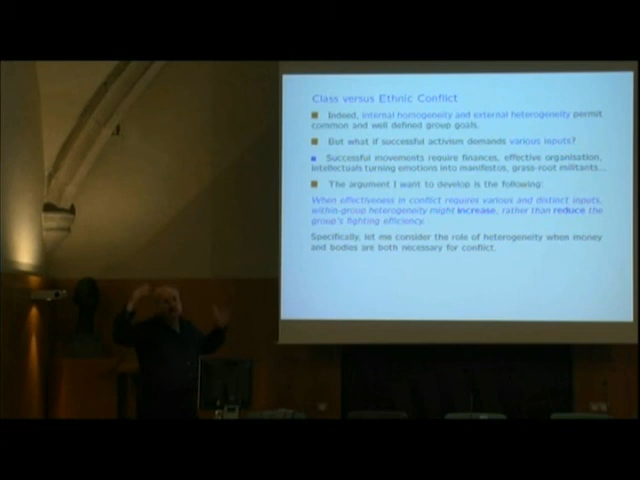 Class versus Ethnic Conflict
Indeed, internal homogeneity and external heterogeneity permit
common and well defined group goals.
But what if successful activism demands various inputs?
Successful movements require finances, effective organisation,
intellectuals turning emotions into manifestos, grass-root militants...
The argument I want to develop is the following:
When effectiveness in conflict requires various and distinct inputs,
within-group heterogeneity might increase, rather than reduce the
group's fighting efficiency.
Specifically, let me consider the role of heterogeneity when money
and bodies are both necessary for conflict.